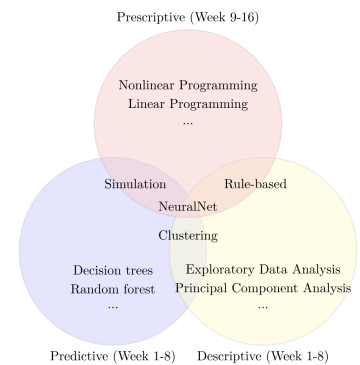 Prescriptive (Week 9-16)
Nonlinear Programming
Linear Programming
...
Simulation
Rule-based
NeuralNet
Clustering
Decision trees
Random forest
...
Exploratory Data Analysis
Principal Component Analysis
...
Predictive (Week 1-8)
Descriptive (Week 1-8)